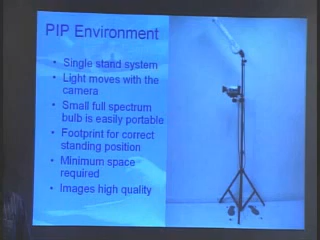 PIP Environment
• Single stand system
• Light moves with the
camera
• Small full spectrum
bulb is easily portable
• Footprint for correct
standing position
• Minimum space
required
• Images high quality